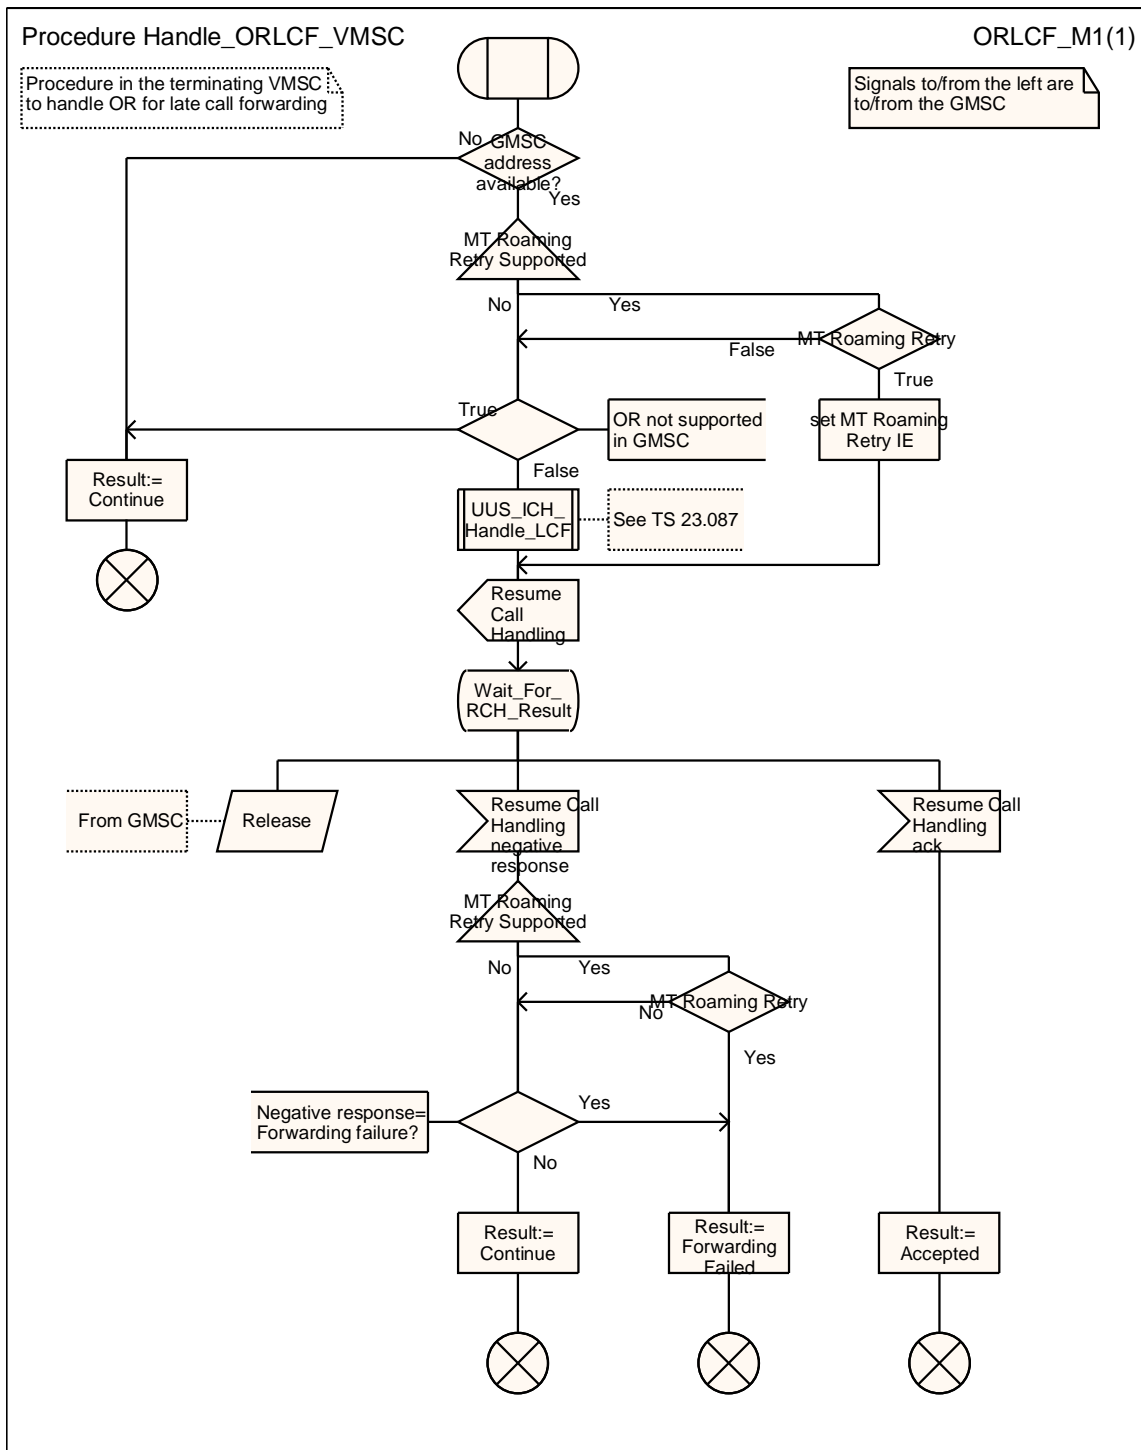 Procedure Handle_ORLCF_VMSC
ORLCF_M1(1)
Procedure in the terminating VMSC
to handle OR for late call forwarding
Signals to/from the left are
to/from the GMSC
No
GMSC
address
available?
Yes
MT Roaming
Retry Supported
No
Yes
MT Roaming Retry
False
True
True
OR not supported
in GMSC
set MT Roaming
Retry IE
False
Result:=
Continue
UUS_ICH_
Handle_LCF
See TS 23.087
Resume
Call
Handling
Wait_For_
RCH_Result
From GMSC
Release
Resume Call
Handling
negative
response
Resume Call
Handling
ack
MT Roaming
Retry Supported
No
Yes
MT Roaming Retry
No
Yes
Negative response=
Forwarding failure?
Yes
No
Result:=
Continue
Result:=
Forwarding
Failed
Result:=
Accepted